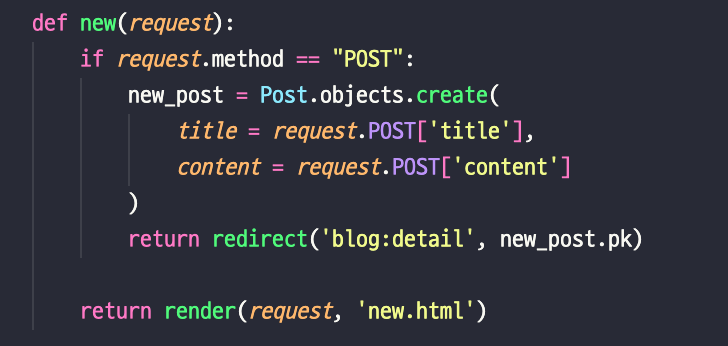 def new(request):
    if request.method == "POST":
        new_post = Post.objects.create(
            title = request.POST['title'],
            content = request.POST['content']
        )
        return redirect('blog:detail', new_post.pk)

    return render(request, 'new.html')